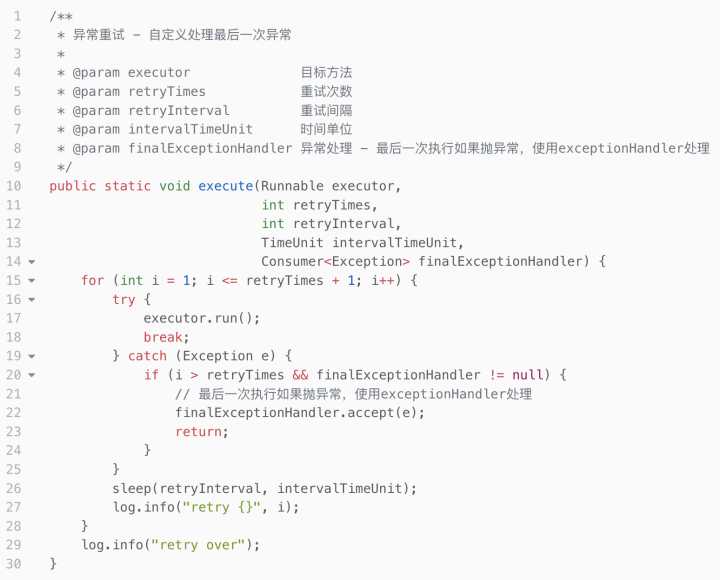 1 /**
2 * 异常重试 - 自定义处理最后一次异常
3 *
4 * @param executor 目标方法
5 * @param retryTimes 重试次数
6 * @param retryInterval 重试间隔
7 * @param intervalTimeUnit 时间单位
8 * @param finalExceptionHandler 异常处理 - 最后一次执行如果抛异常，使用exceptionHandler处理
9 */
10 public static void execute(Runnable executor,
11 int retryTimes,
12 int retryInterval,
13 TimeUnit intervalTimeUnit,
14 Consumer<Exception> finalExceptionHandler) {
15 for (int i = 1; i <= retryTimes + 1; i++) {
16 try {
17 executor.run();
18 break;
19 } catch (Exception e) {
20 if (i > retryTimes && finalExceptionHandler != null) {
21 // 最后一次执行如果抛异常，使用exceptionHandler处理
22 finalExceptionHandler.accept(e);
23 return;
24 }
25 }
26 sleep(retryInterval, intervalTimeUnit);
27 log.info("retry {}", i);
28 }
29 log.info("retry over");
30 }